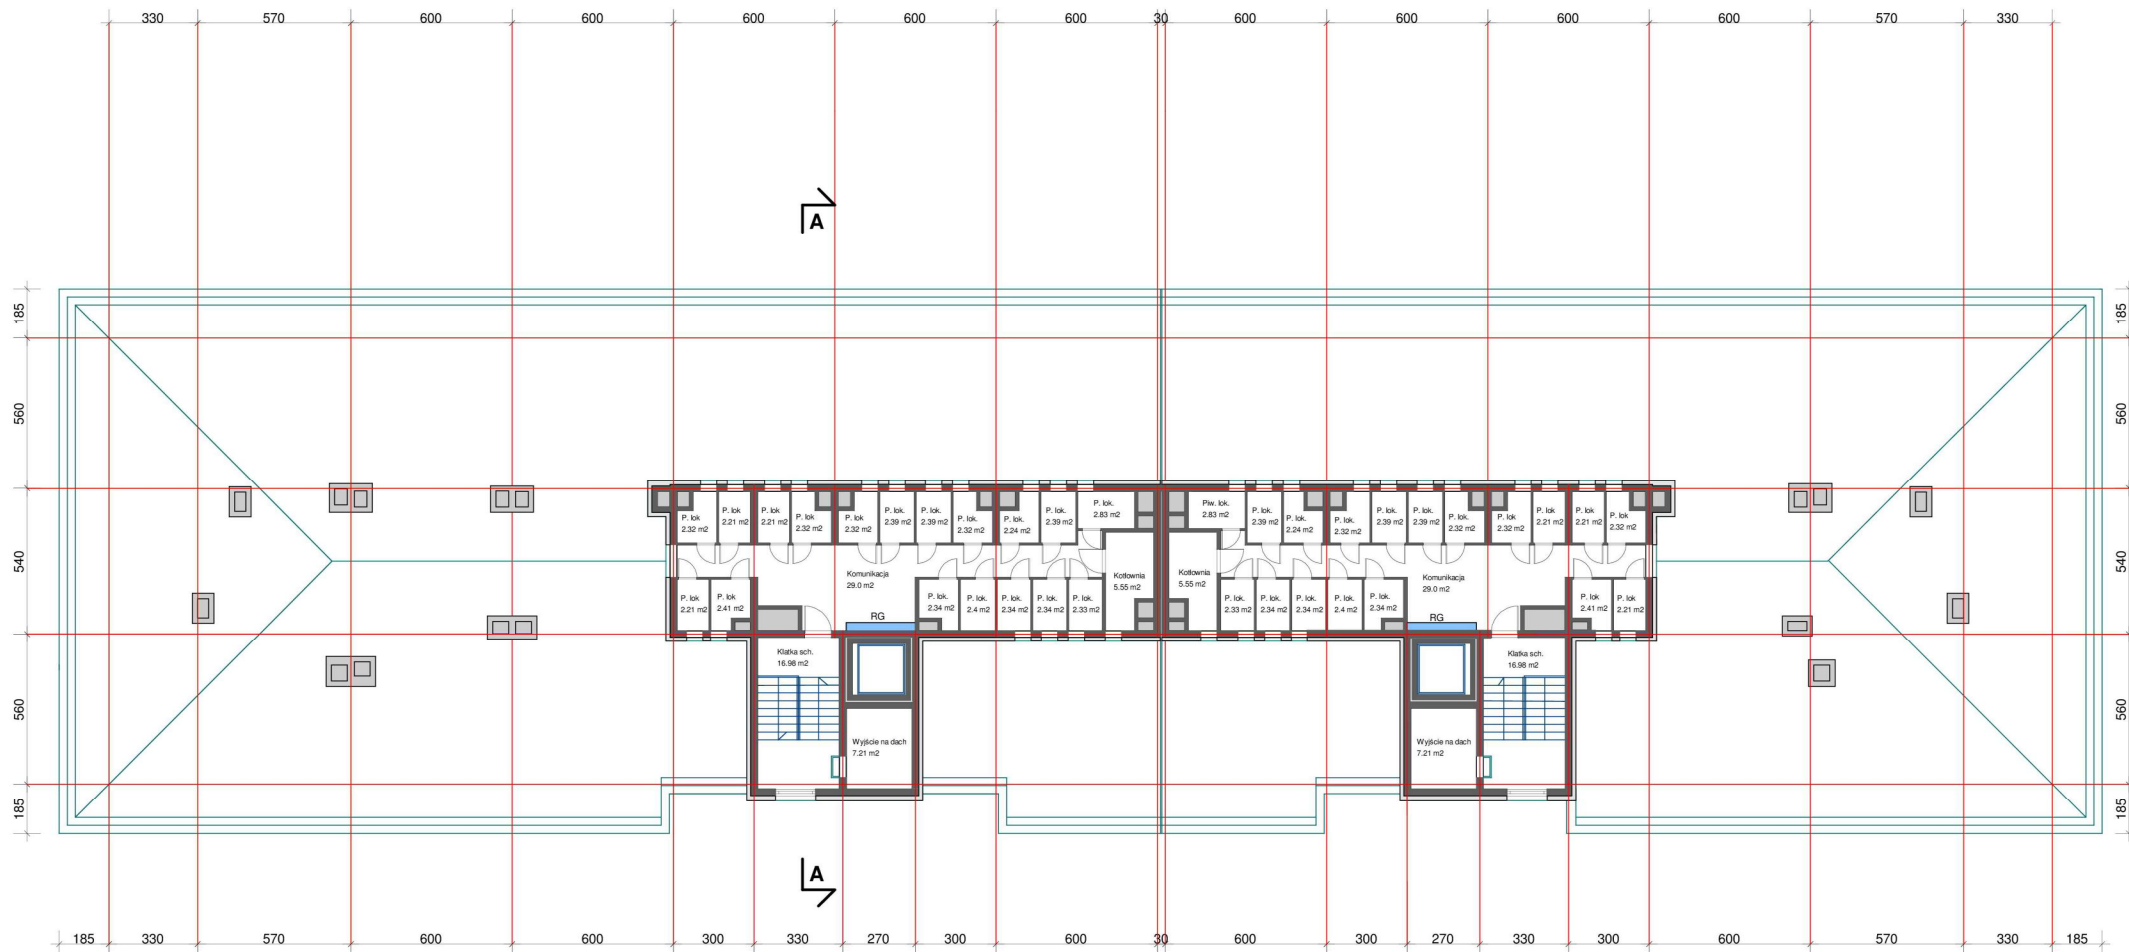 330 570 600 600 600 600 600 30 600 600 600 600 570 330
A
185 185
560 560
540 540
560 560
185 185
P. lok P. lok P. lok P. lok P. lok. P. lok. P. lok. P. lok. P. lok. P. lok. P. lok. Piw. lok. P. lok. P. lok. P. lok. P. lok. P. lok. P. lok. P. lok. P. lok P. lok P. lok
2.32 m2 2.21 m2 2.21 m2 2.32 m2 2.32 m2 2.39 m2 2.39 m2 2.32 m2 2.24 m2 2.39 m2 2.83 m2 2.83 m2 2.39 m2 2.24 m2 2.32 m2 2.39 m2 2.39 m2 2.32 m2 2.32 m2 2.21 m2 2.21 m2 2.32 m2
Komunikacja Kotłownia Kotłownia Komunikacja
29.0 m2 5.55 m2 5.55 m2 29.0 m2
P. lok P. lok P. lok. P. lok. P. lok. P. lok. P. lok. P. lok. P. lok. P. lok. P. lok. P. lok. P. lok P. lok
2.21 m2 2.41 m2 2.34 m2 2.4 m2 2.34 m2 2.34 m2 2.33 m2 2.33 m2 2.34 m2 2.34 m2 2.4 m2 2.34 m2 2.41 m2 2.21 m2
RG RG
Klatka sch. Klatka sch.
16.98 m2 16.98 m2
Wyjście na dach Wyjście na dach
7.21 m2 7.21 m2
A
185 330 570 600 600 300 330 270 300 600 30 600 300 270 330 300 600 570 330 185